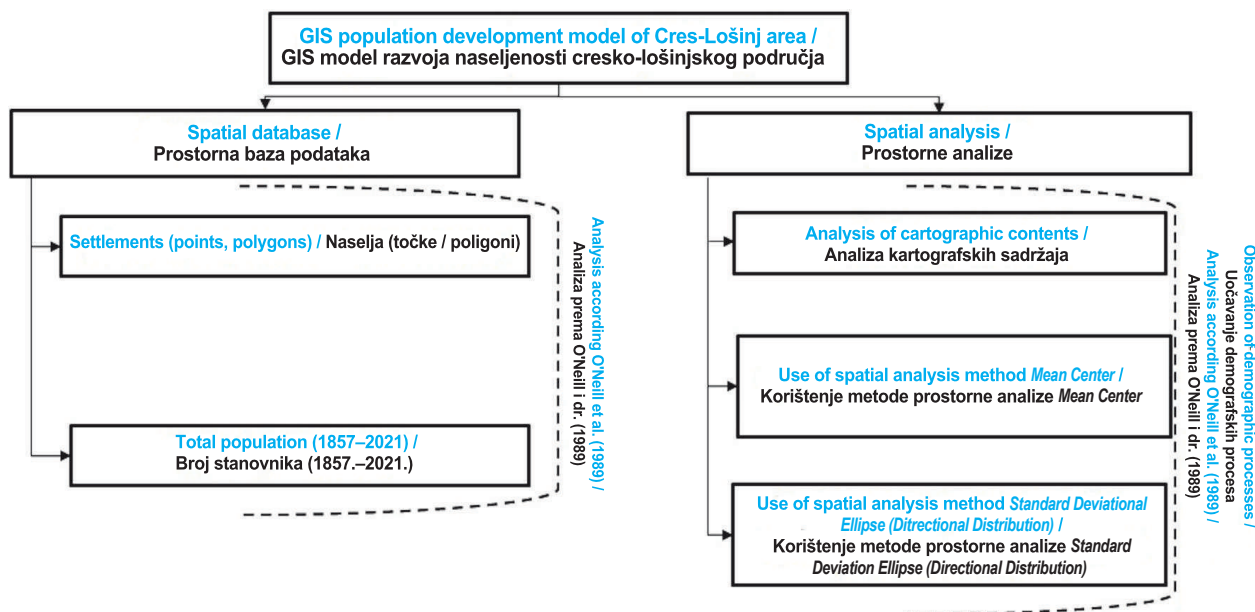 GIS population development model of Cres-Lošinj area /
GIS model razvoja naseljenosti cresko-lošinjskog područja
Spatial database /
Prostorna baza podataka
Settlements (points, polygons) / Naselja (točke / poligoni)
Total population (1857–2021) /
Broj stanovnika (1857.–2021.)
Analysis according O'Neill et al. (1989) /
Analiza prema O'Neill i dr. (1989)
Spatial analysis /
Prostorne analize
Analysis of cartographic contents /
Analiza kartografskih sadržaja
Use of spatial analysis method Mean Center /
Korištenje metode prostorne analize Mean Center
Use of spatial analysis method Standard Deviational
Ellipse (Ditrectional Distribution) /
Korištenje metode prostorne analize Standard
Deviation Ellipse (Directional Distribution)
Observation of demographic processes /
Uočavanje demografskih procesa
Analysis according O'Neill et al. (1989) /
Analiza prema O'Neill i dr. (1989)